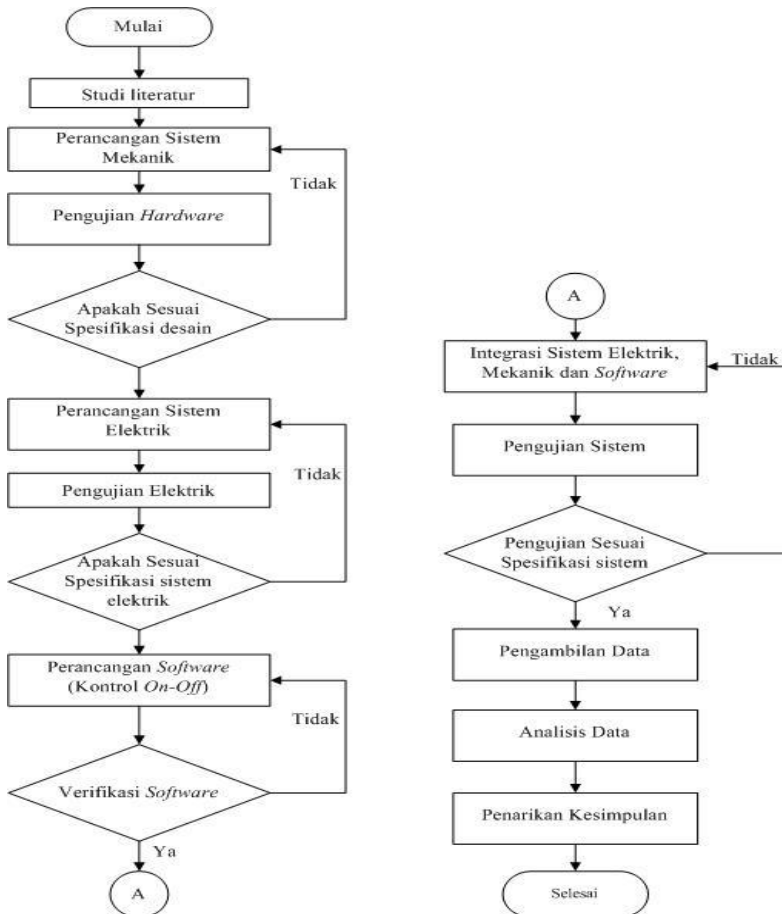 Mulai
Studi literatur
Perancangan Sistem
Mekanik
Tidak
Pengujian Hardware
Apakah Sesuai
Spesifikasi desain
Perancangan Sistem
Elektrik
Tidak
Pengujian Elektrik
Apakah Sesuai
Spesifikasi sistem
elektrik
Perancangan Software
(Kontrol On-Off)
Tidak
Verifikasi Software
Ya
A
A
Integrasi Sistem Elektrik,
Mekanik dan Software
Tidak
Pengujian Sistem
Pengujian Sesuai
Spesifikasi sistem
Ya
Pengambilan Data
Analisis Data
Penarikan Kesimpulan
Selesai